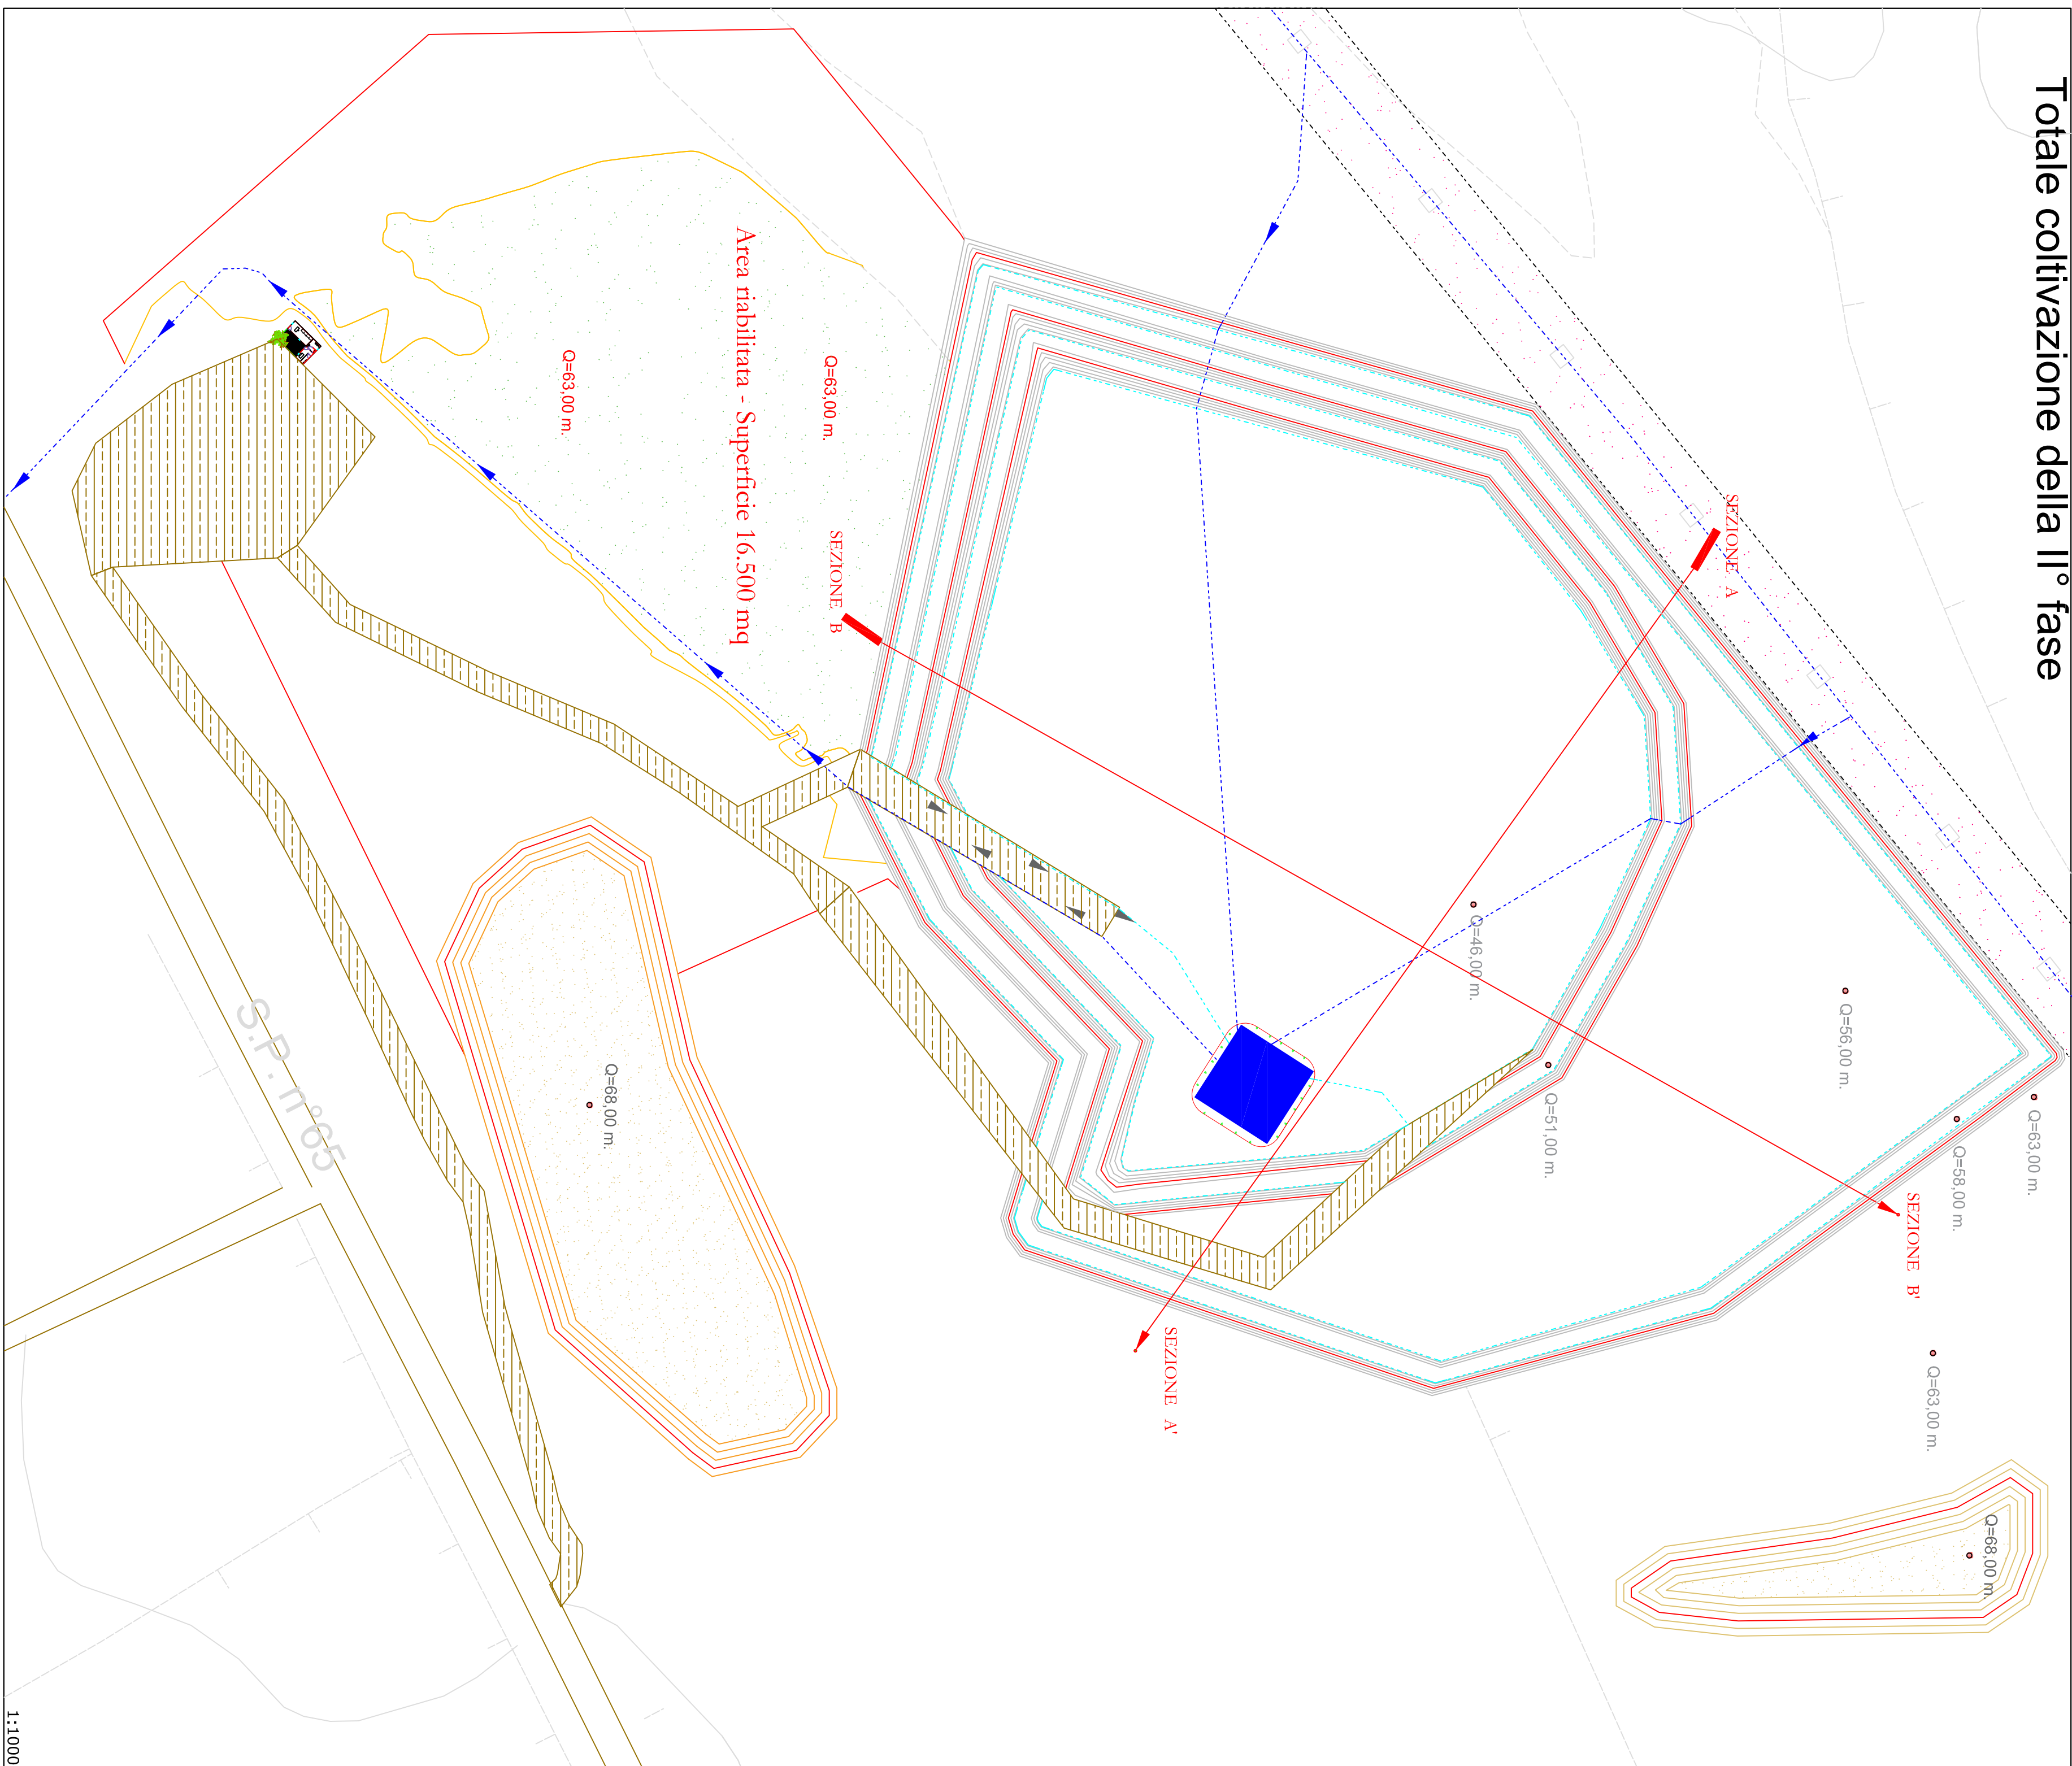 Totale coltivazione della II° fase
SEZIONE A
Q=63,00 m.
Q=58,00 m.
SEZIONE B'
Q=63,00 m.
Q=68,00 m.
Q=56,00 m.
Q=51,00 m.
Q=46,00 m.
SEZIONE A'
Q=63,00 m.
SEZIONE B
Area riabilitata - Superficie 16.500 mq
Q=63,00 m.
Q=68,00 m.
S.P. n°65
1:1000